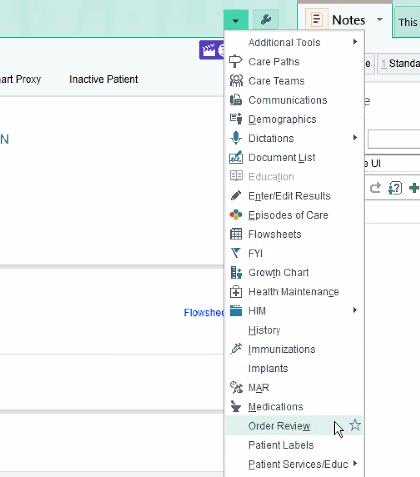 Notes
This
Additional Tools
Care Paths
art Proxy
Inactive Patient
Care Teams
e
1 Standa
Communications
e
Demographics
N
Dictations
Document List
e UI
Education
Enter/Edit Results
Episodes of Care
Flowsheets
FYI
Growth Chart
Health Maintenance
Flowshee
HIM
History
Immunizations
Implants
MAR
Medications
Order Review
Patient Labels
Patient Services/Educ